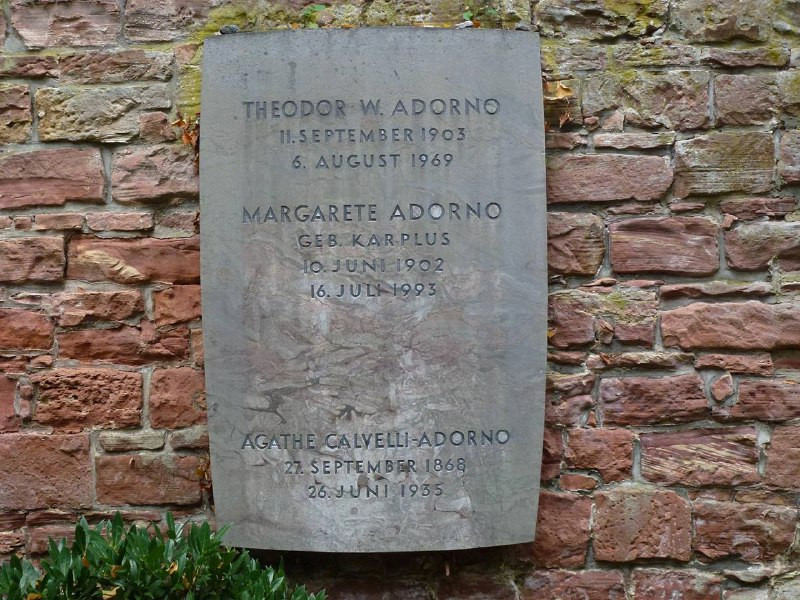 THEODOR W. ADORNO
11. SEPTEMBER 1903
6. AUGUST 1969
MARGARETE ADORNO
GEB. KARPLUS
10. JUNI 1902
16. JULI 1993
AGATHE CALVELLI-ADORNO
27. SEPTEMBER 1868
26. JUNI 1935